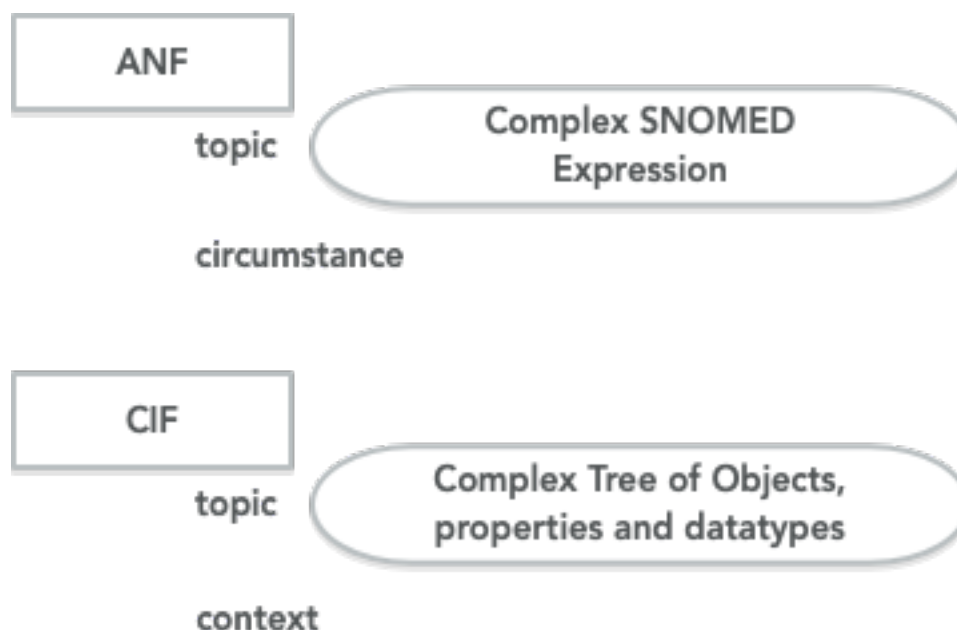 ANF
topic
Complex SNOMED
Expression
circumstance
CIF
topic
Complex Tree of Objects,
properties and datatypes
context